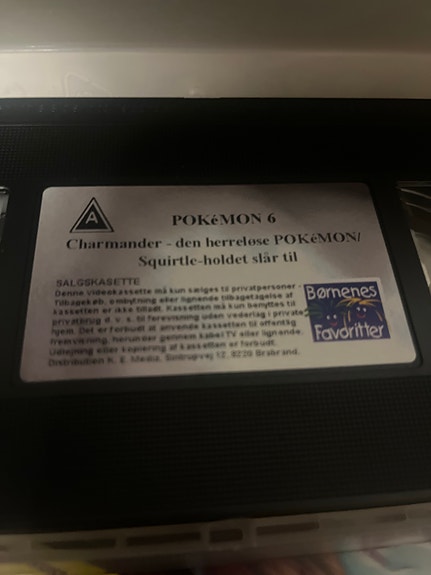 A
POKéMON 6
Charmander - den herreløse POKéMON/
Squirtle-holdet slår til
SALGSKASETTE
Denne videokassette må kun sælges til privatpersoner -
Tilbagekøb, ombytning eller lignende tilbagetagelse af
kassetten er ikke tilladt. Kassetten må kun benyttes til
privatbrug d. v. s. til forevisning uden vederlag i private
hjem. Det er forbudt at anvende kassetten til offentlig
fremvisning, herunder gennem kabel TV eller lignende.
Udlejning eller kopiering af kassetten er forbudt.
Distribution K. E. Media, Sintrupvej 12, 8220 Brabrand.
Børnenes
Favoritter